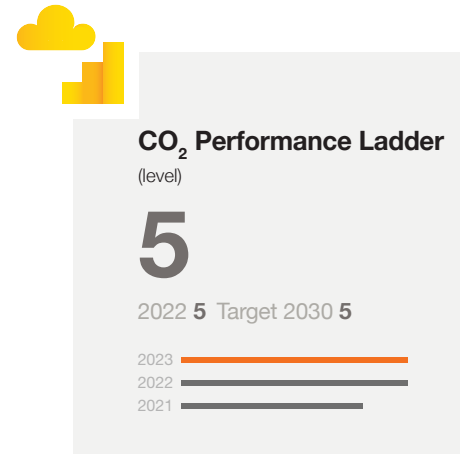 CO₂ Performance Ladder
(level)
5
2022 5 Target 2030 5
2023
2022
2021